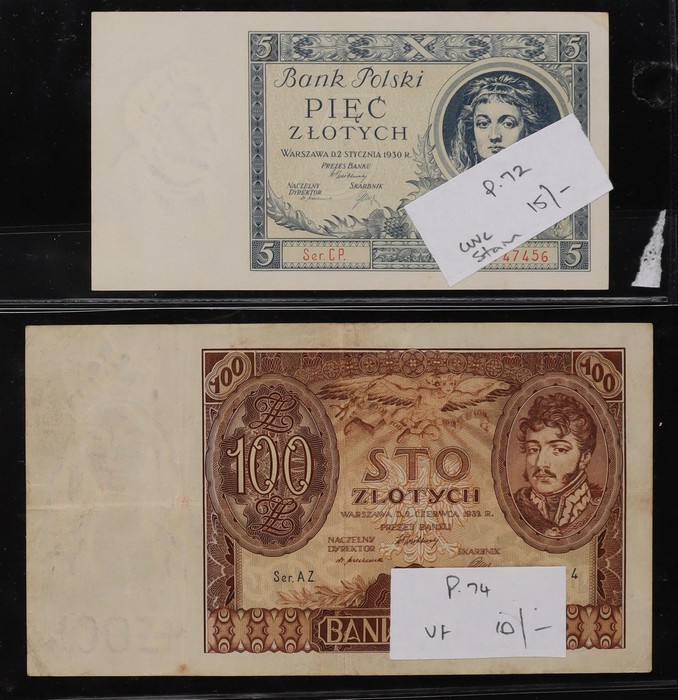 5 5
Bank Polski
PIĘĆ
ZŁOTYCH
WARSZAWA D. 2 STYCZNIA 1930 R.
PREZES BANKU
NACZELNY DYREKTOR SKARBNIK
5 Ser. C P. 47456
P.72
15/-
UNC
Stain
100 100
100
STO
ZŁOTYCH
WARSZAWA D. 9. CZERWCA 1932. R.
PREZES BANKU
NACZELNY DYREKTOR SKARBNIK
Ser. A Z 4
BANK
P.74
VF 10/-